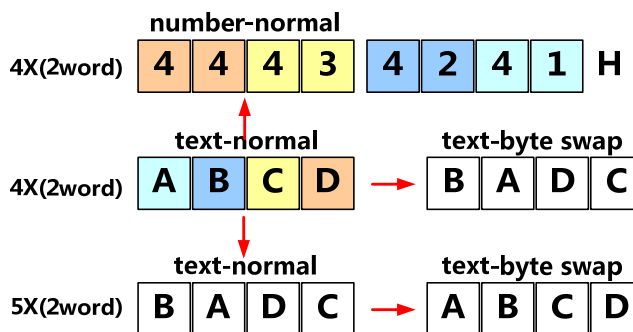 number-normal
4X(2word) 4 4 4 3 4 2 4 1 H
text-normal text-byte swap
4X(2word) A B C D B A D C
text-normal text-byte swap
5X(2word) B A D C A B C D